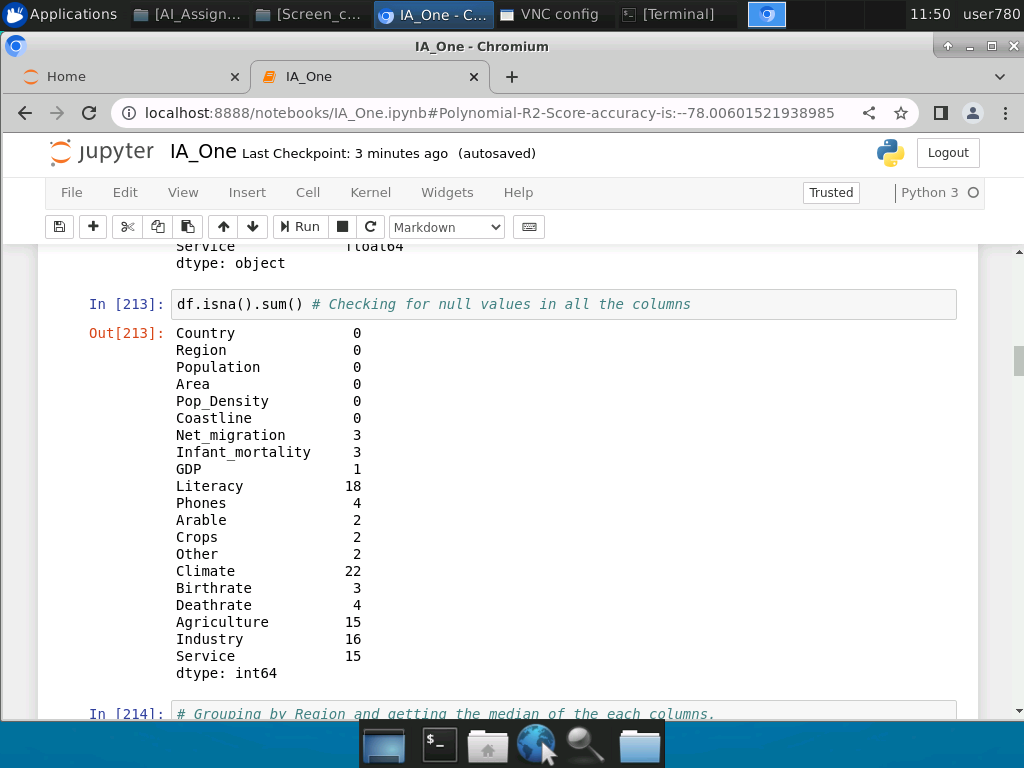 Applications [AI_Assign... [Screen_c... IA_One - C... VNC config [Terminal] 11:50 user780
IA_One - Chromium
Home IA_One
localhost:8888/notebooks/IA_One.ipynb#Polynomial-R2-Score-accuracy-is:--78.00601521938985
jupyter IA_One Last Checkpoint: 3 minutes ago (autosaved) Logout
File Edit View Insert Cell Kernel Widgets Help Trusted Python 3
Run Markdown
Service float64
dtype: object
In [213]: df.isna().sum() # Checking for null values in all the columns
Out[213]: Country 0
Region 0
Population 0
Area 0
Pop_Density 0
Coastline 0
Net_migration 3
Infant_mortality 3
GDP 1
Literacy 18
Phones 4
Arable 2
Crops 2
Other 2
Climate 22
Birthrate 3
Deathrate 4
Agriculture 15
Industry 16
Service 15
dtype: int64
In [214]: # Grouping by Region and getting the median of the each columns.
$_